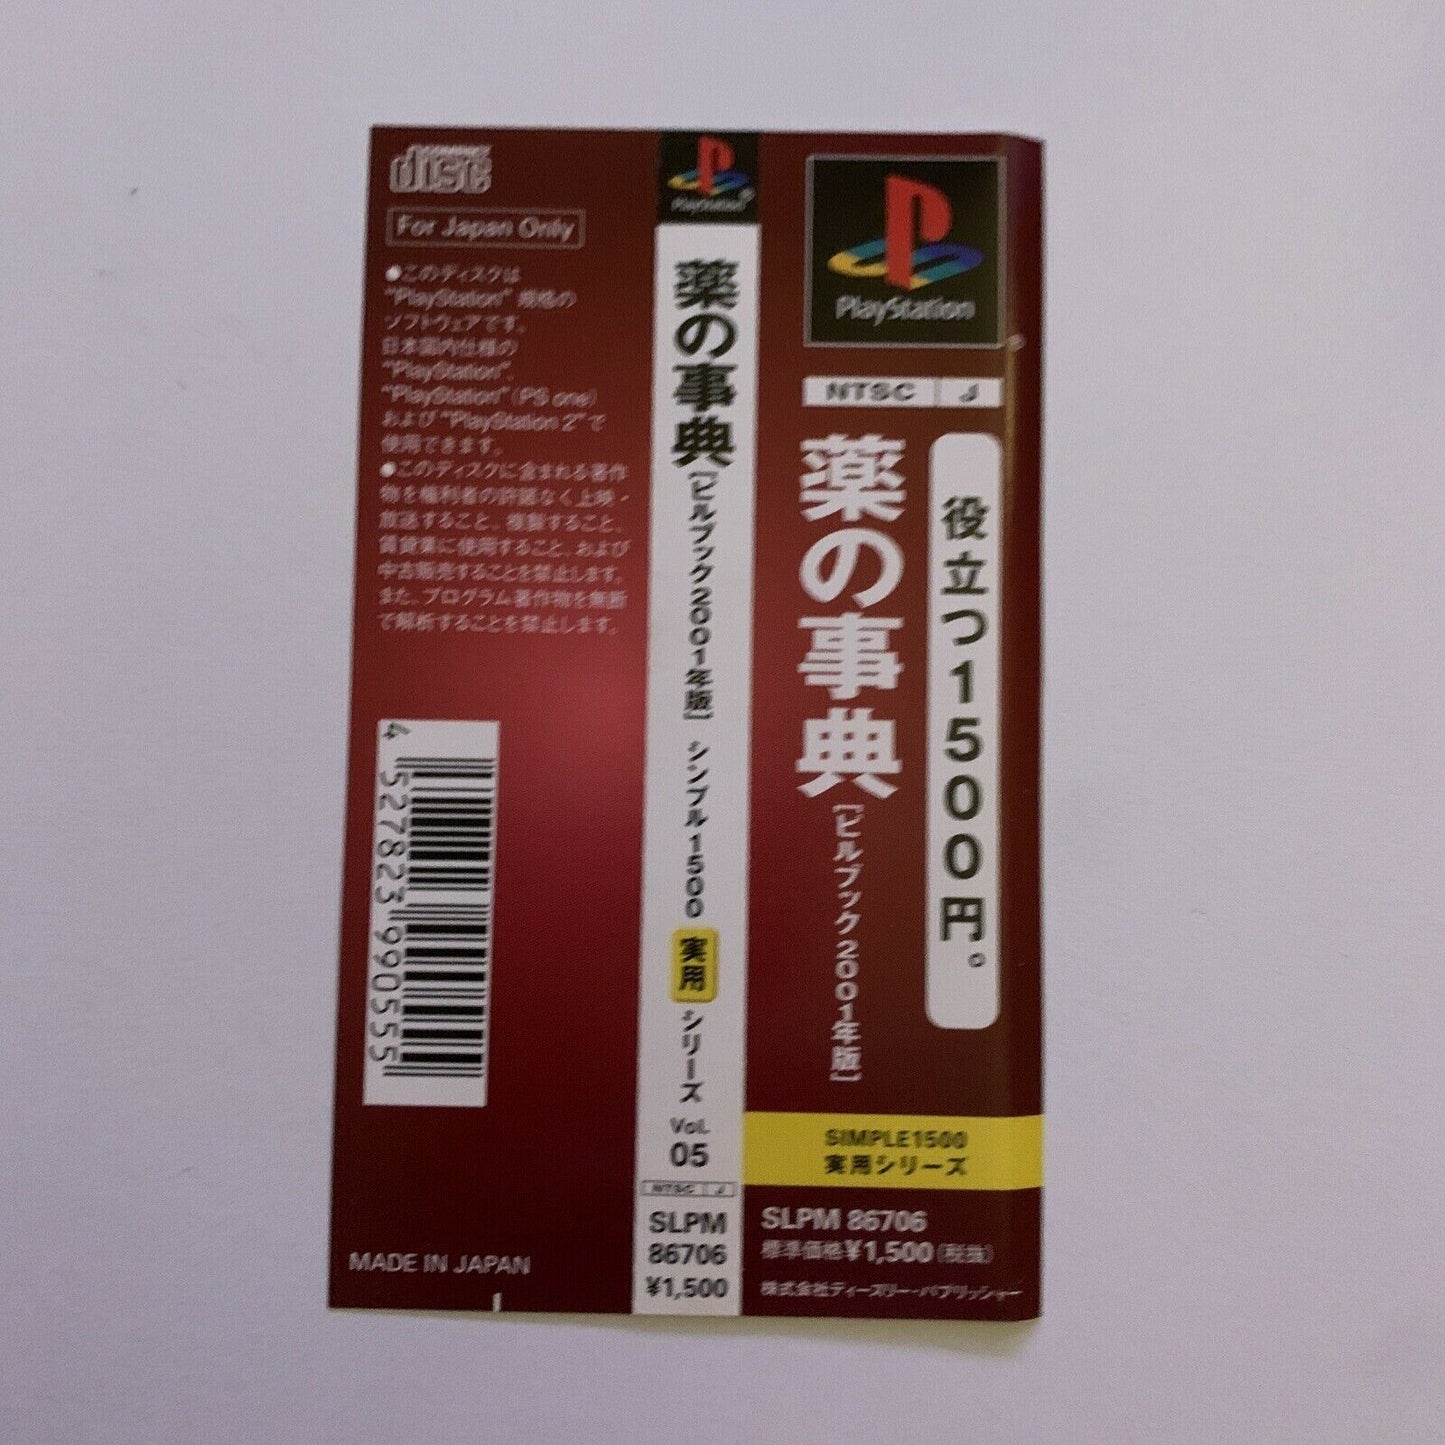 COMPACT
disc
For Japan Only
●このディスクは
"PlayStation" 規格の
ソフトウェアです。
日本国内仕様の
"PlayStation"、
"PlayStation"(PS one)
および"PlayStation 2"で
使用できます。
●このディスクに含まれる著作
物を権利者の許諾なく上映・
放送すること、複製すること、
賃貸業に使用すること、および
中古販売することを禁止します。
また、プログラム著作物を無断
で解析することを禁止します。
4 527823 990555
MADE IN JAPAN
PlayStation
薬の事典[ピルブック2001年版] シンプル1500 実用 シリーズ
Vol.
05
NTSC J
SLPM
86706
¥1,500
PlayStation
NTSC J
役立つ1500円。
薬の事典[ピルブック2001年版]
SIMPLE1500
実用シリーズ
SLPM 86706
標準価格¥1,500(税抜)
株式会社ディースリー・パブリッシャー